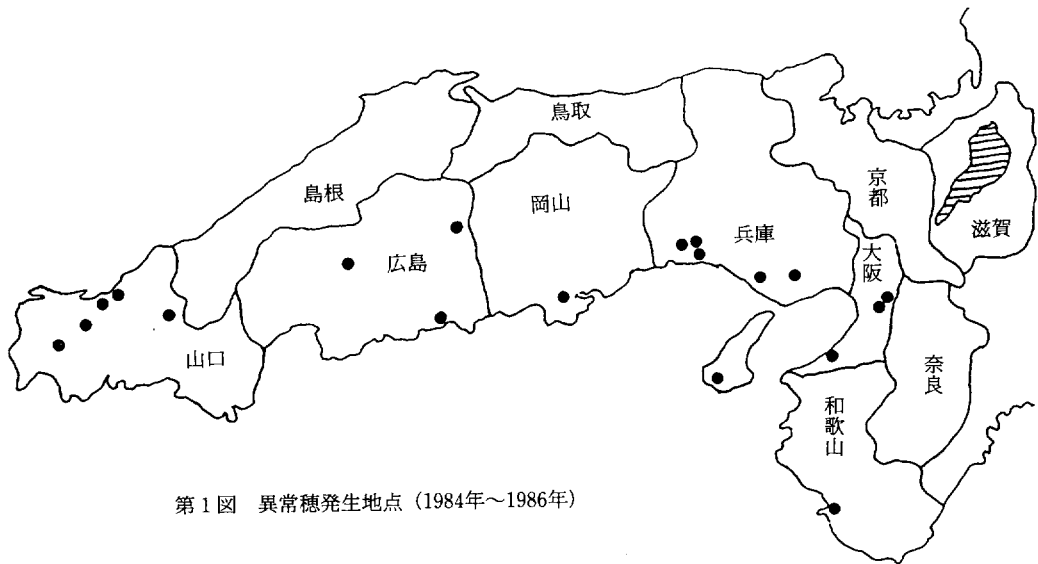 鳥取
島根
岡山
広島
山口
兵庫
京都
滋賀
大阪
奈良
和歌山
第1図 異常穂発生地点 (1984年~1986年)